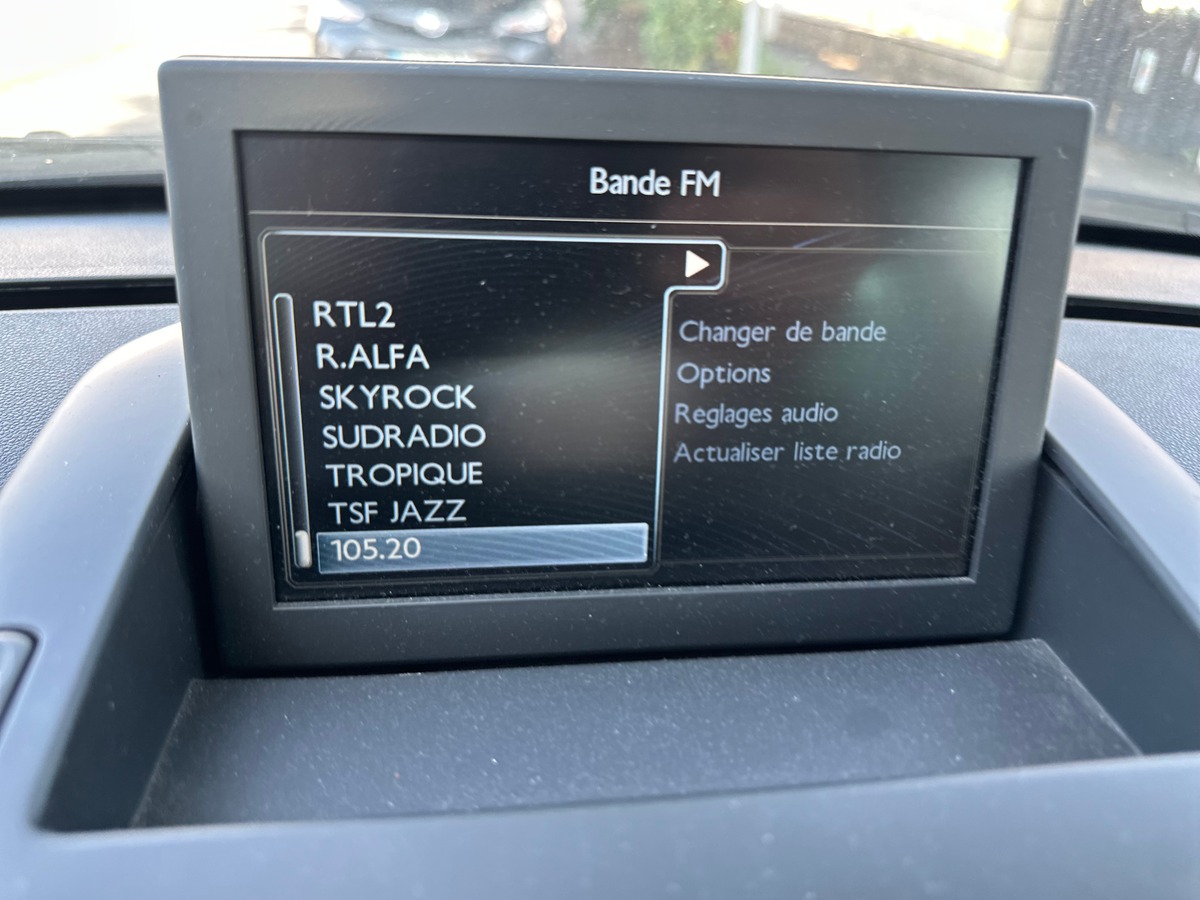 Bande FM
RTL2
R.ALFA
SKYROCK
SUDRADIO
TROPIQUE
TSF JAZZ
105.20
Changer de bande
Options
Réglages audio
Actualiser liste radio